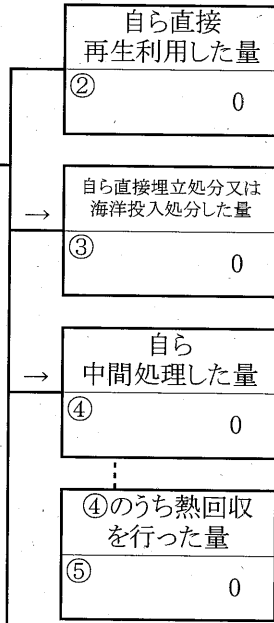 自ら直接
再生利用した量
②
0
→
自ら直接埋立処分又は
海洋投入処分した量
③
0
→
自ら
中間処理した量
④
0
④のうち熱回収
を行った量
⑤
0